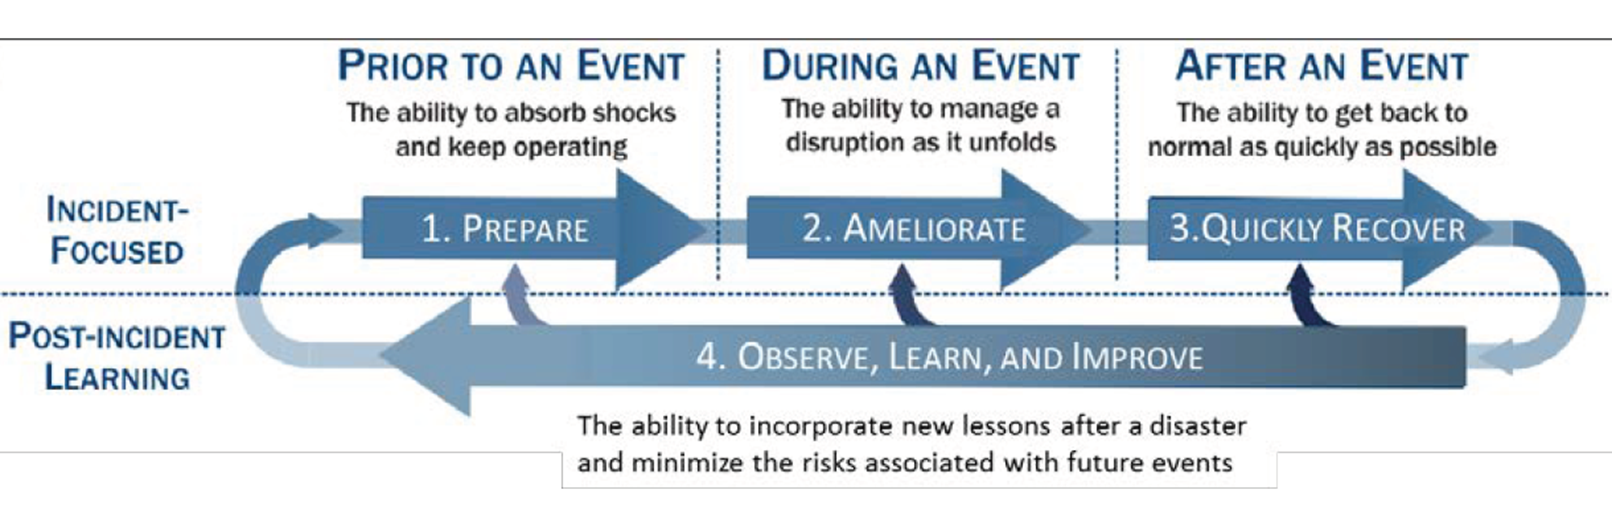 PRIOR TO AN EVENT
The ability to absorb shocks
and keep operating
DURING AN EVENT
The ability to manage a
disruption as it unfolds
AFTER AN EVENT
The ability to get back to
normal as quickly as possible
INCIDENT-
FOCUSED
1. PREPARE
2. AMELIORATE
3.QUICKLY RECOVER
POST-INCIDENT
LEARNING
4. OBSERVE, LEARN, AND IMPROVE
The ability to incorporate new lessons after a disaster
and minimize the risks associated with future events